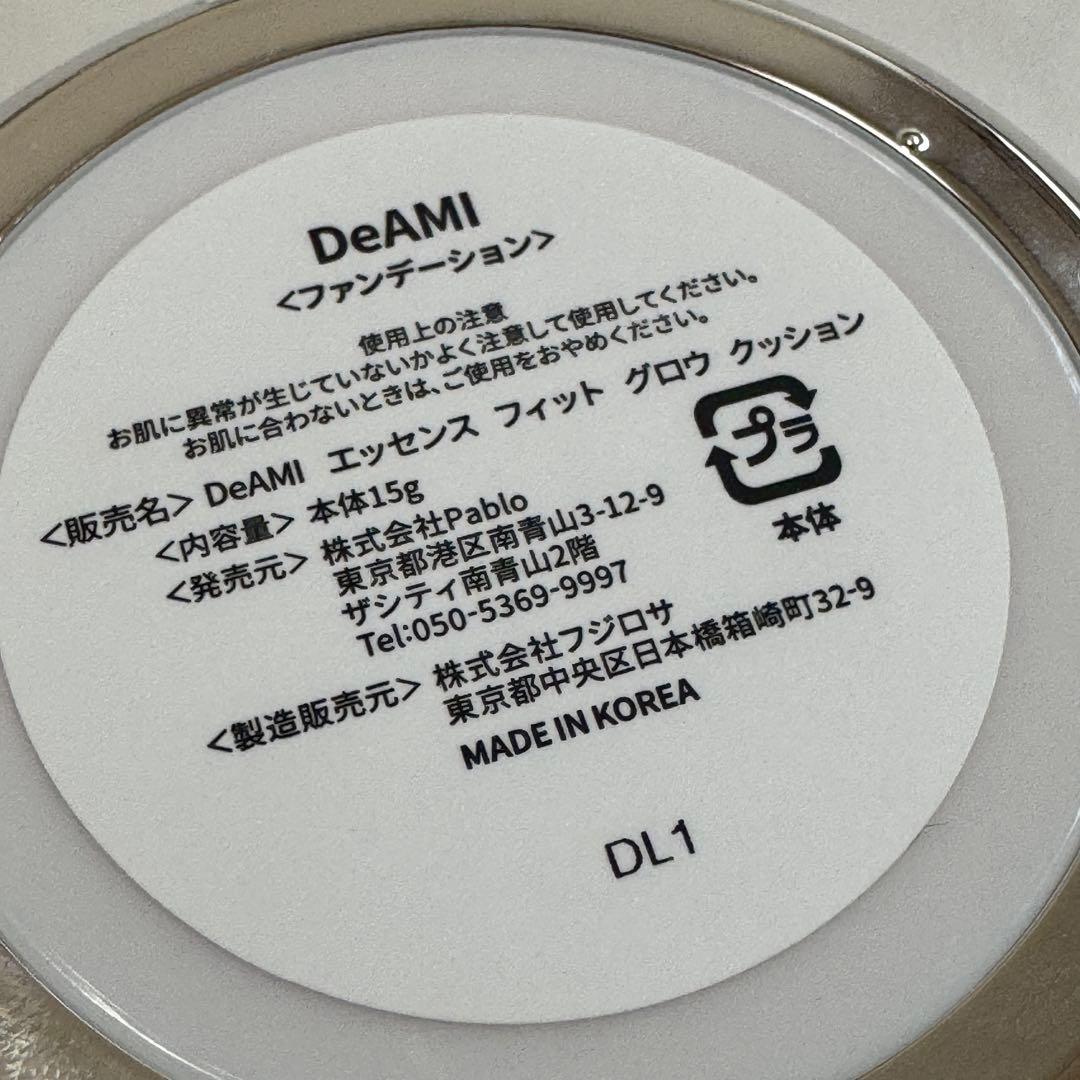 DeAMI
<ファンデーション>
使用上の注意
お肌に異常が生じていないかよく注意して使用してください。
お肌に合わないときは、ご使用をおやめください。
<販売名> DeAMI エッセンス フィット グロウ クッション
<内容量> 本体15g
<発売元> 株式会社Pablo
東京都港区南青山3-12-9
ザシティ南青山2階
Tel:050-5369-9997
プラ
本体
<製造販売元> 株式会社フジロサ
東京都中央区日本橋箱崎町32-9
MADE IN KOREA
DL1